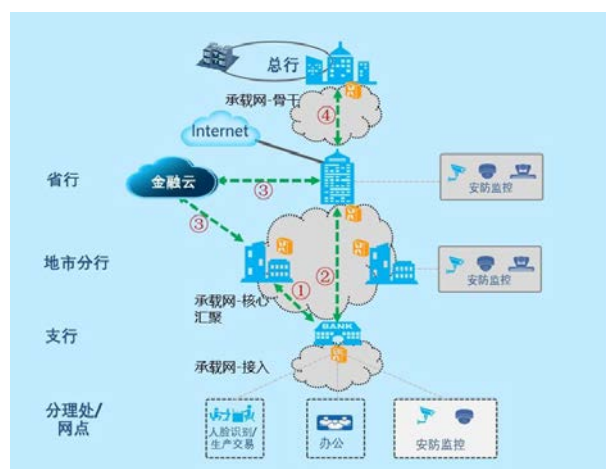 总行
承载网-骨干
④
Internet
省行
金融云
③
安防监控
③
地市分行
②
安防监控
①
承载网-核心
汇聚
BANK
支行
承载网-接入
分理处/
网点
人脸识别/
生产交易
办公
安防监控